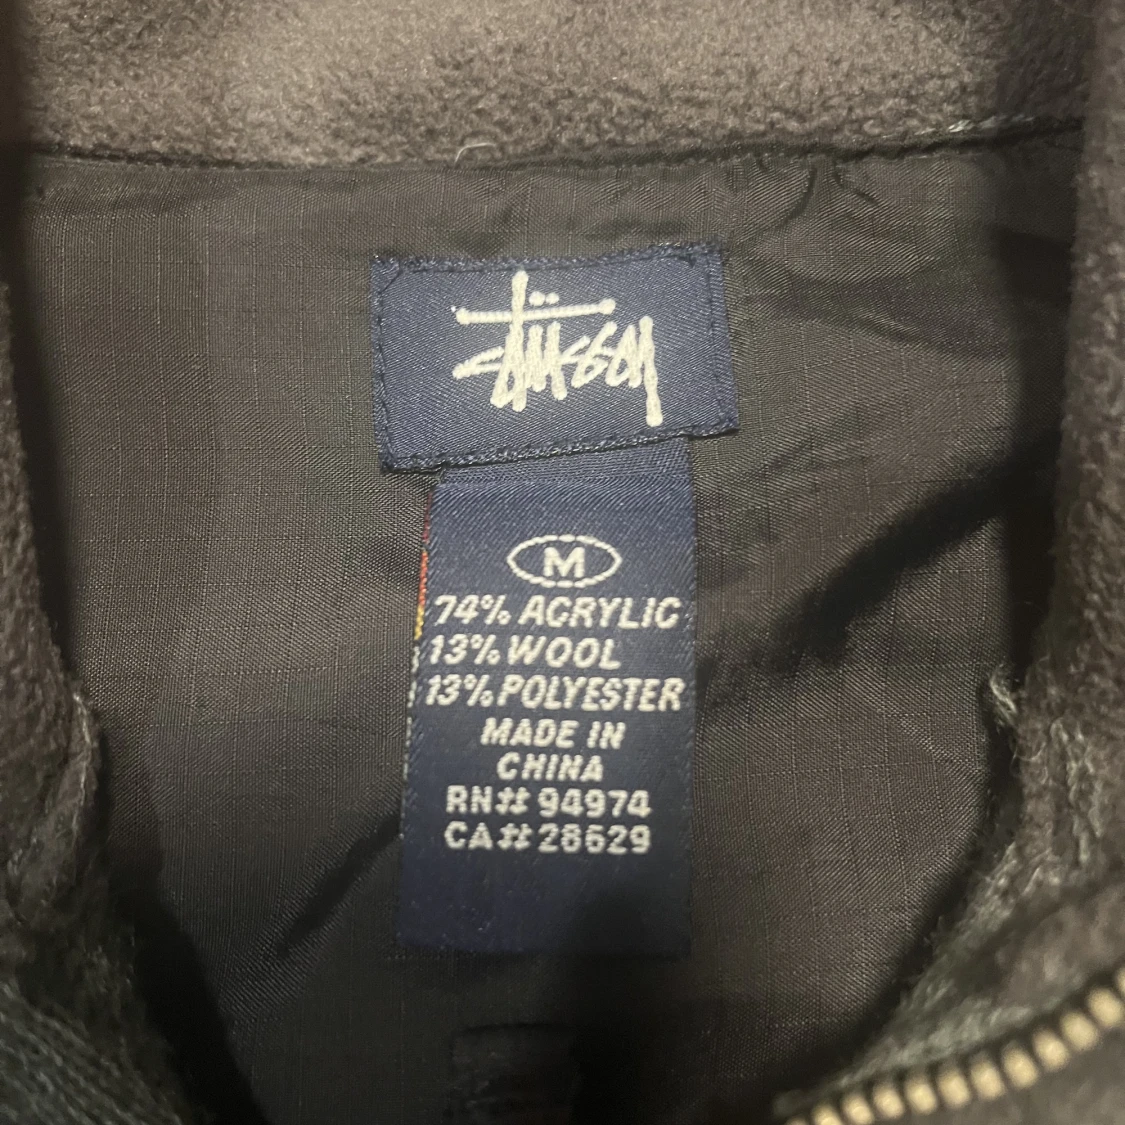 Stüssy
M
74% ACRYLIC
13% WOOL
13% POLYESTER
MADE IN
CHINA
RN# 94974
CA# 28629